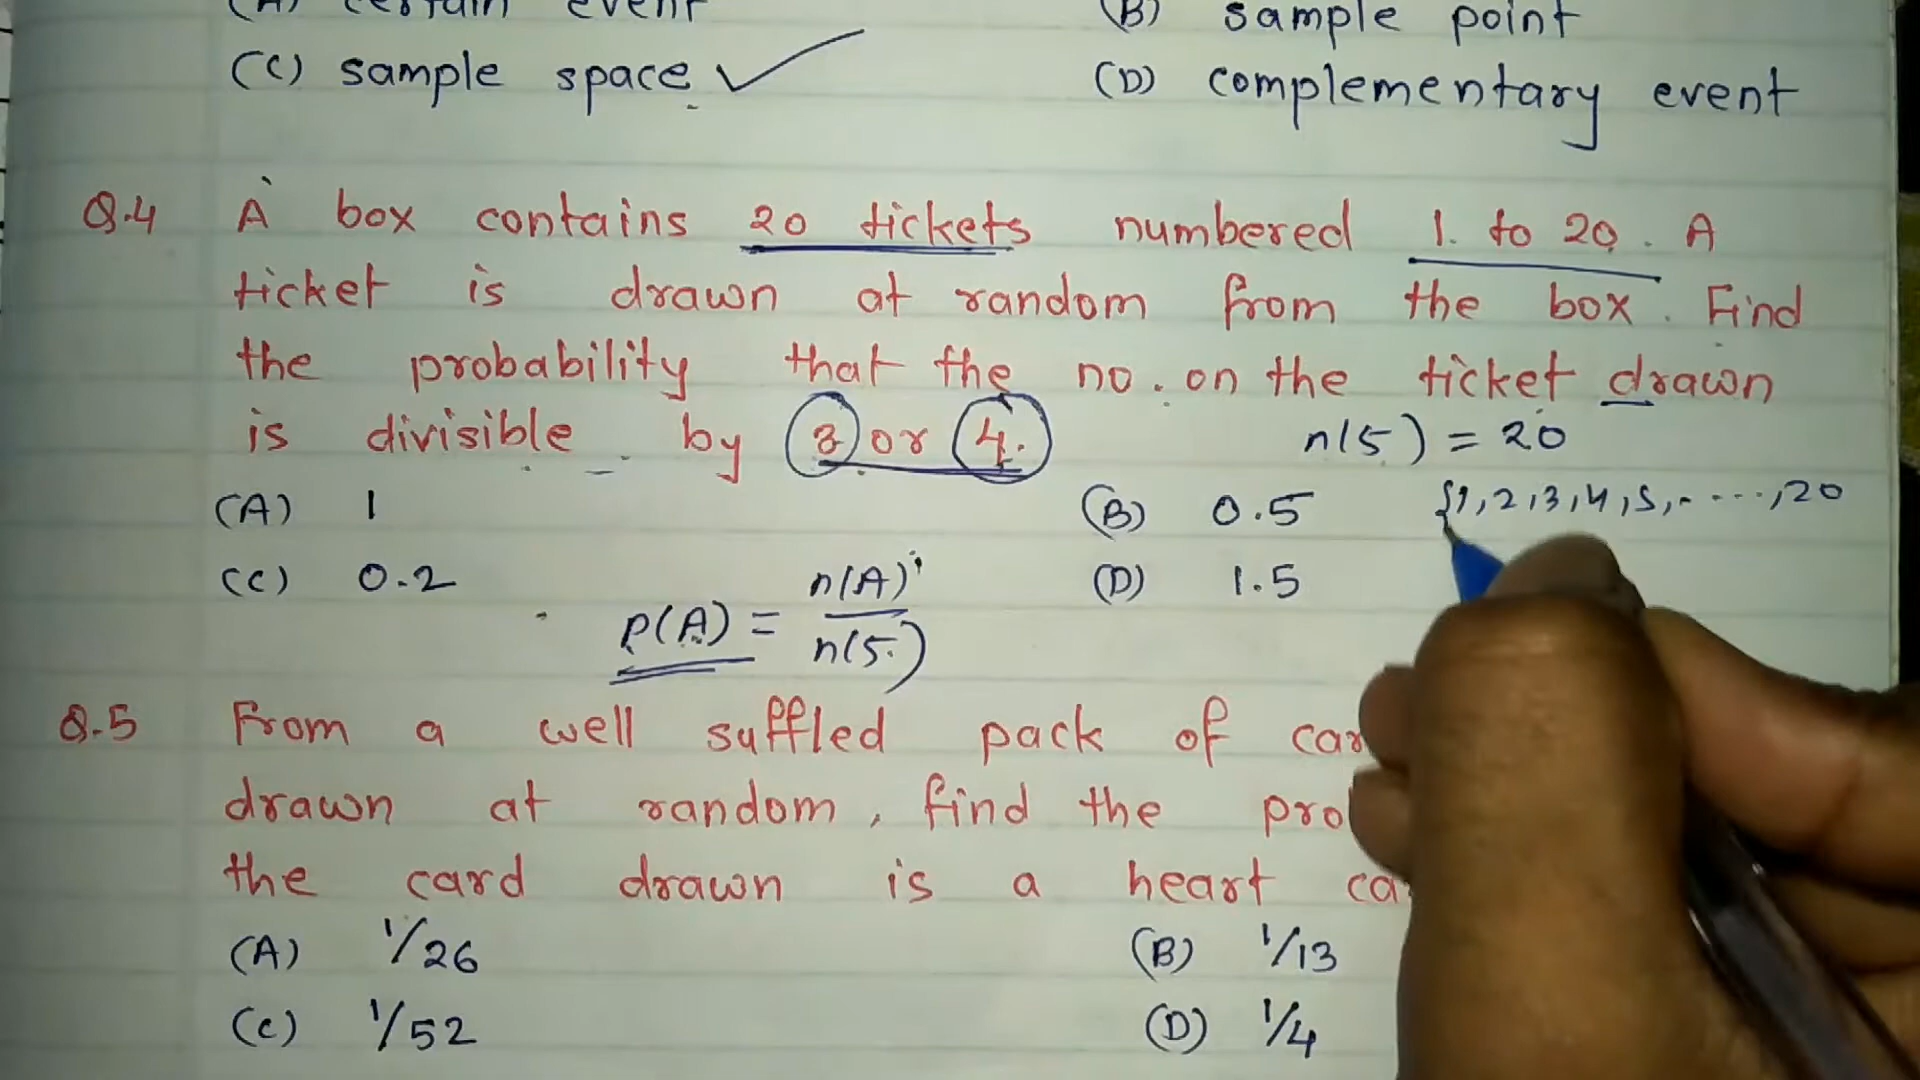 (A) certain event (B) sample point
(C) sample space ✓ (D) complementary event
Q.4 A box contains 20 tickets numbered 1 to 20. A
ticket is drawn at random from the box. Find
the probability that the no. on the ticket drawn
is divisible by 3 or 4.
n(S) = 20
(A) 1 (B) 0.5 {1,2,3,4,5,....,20
(C) 0.2 (D) 1.5
P(A) = n(A) / n(S)
Q.5 From a well suffled pack of
drawn at random, find the
the card drawn is a heart
(A) 1/26 (B) 1/13
(C) 1/52 (D) 1/4